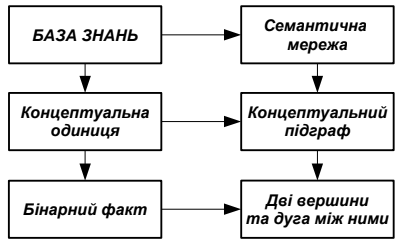 БАЗА ЗНАНЬ
Семантична
мережа
Концептуальна
одиниця
Концептуальний
підграф
Бінарний факт
Дві вершини
та дуга між ними